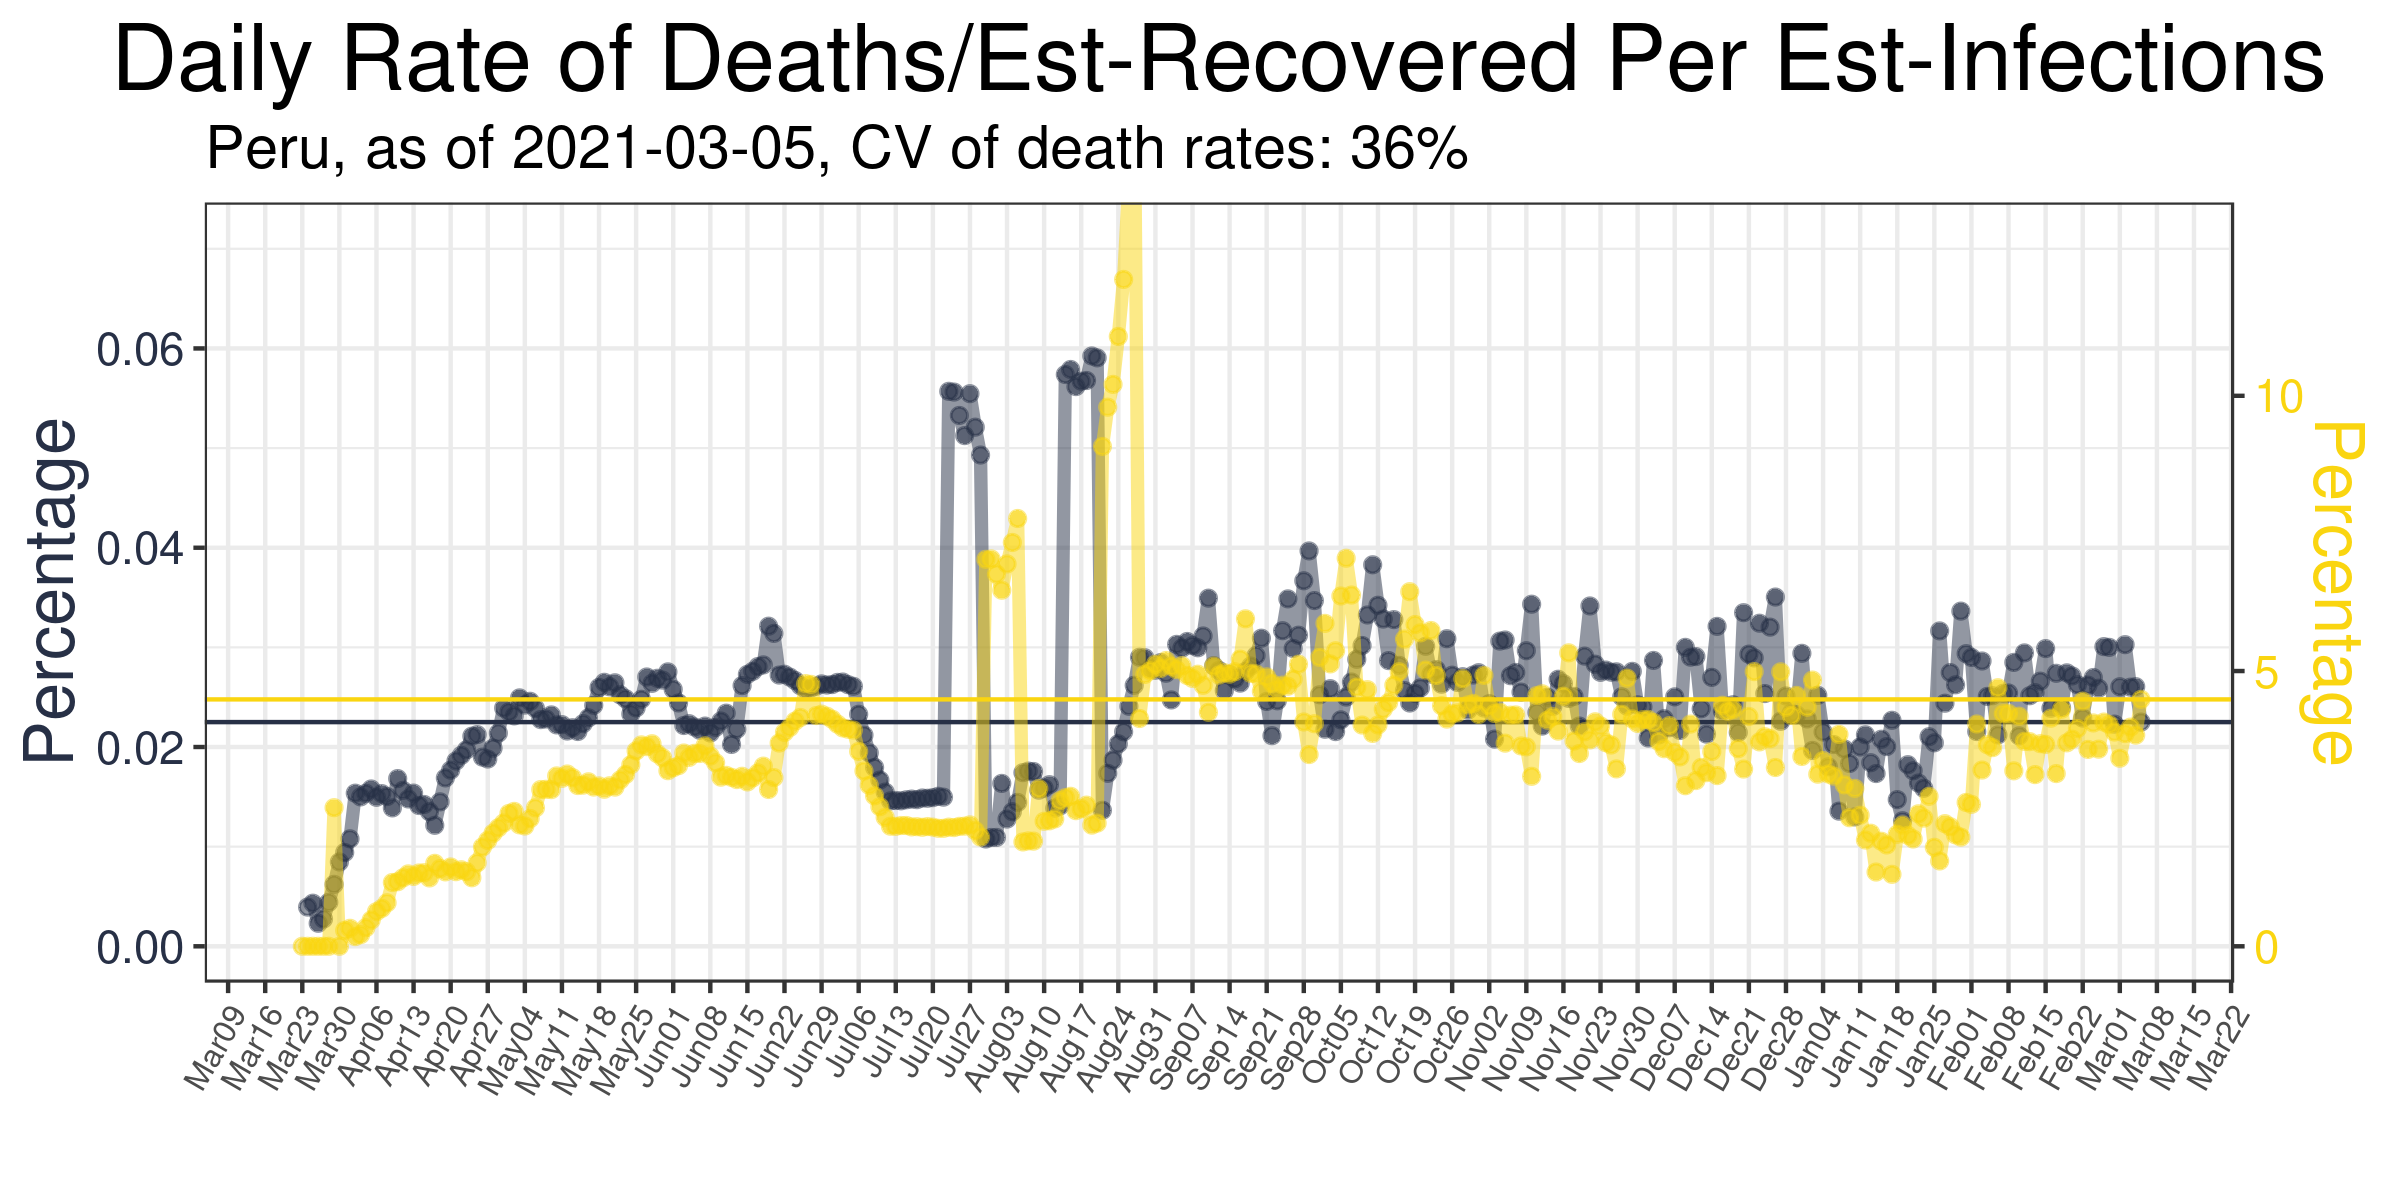 Daily Rate of Deaths/Est-Recovered Per Est-Infections
Peru, as of 2021-03-05, CV of death rates: 36%
Percentage
0.06
0.04
0.02
0.00
10
5
0
Percentage
Mar09
Mar16
Mar23
Mar30
Apr06
Apr13
Apr20
Apr27
May04
May11
May18
May25
Jun01
Jun08
Jun15
Jun22
Jun29
Jul06
Jul13
Jul20
Jul27
Aug03
Aug10
Aug17
Aug24
Aug31
Sep07
Sep14
Sep21
Sep28
Oct05
Oct12
Oct19
Oct26
Nov02
Nov09
Nov16
Nov23
Nov30
Dec07
Dec14
Dec21
Dec28
Jan04
Jan11
Jan18
Jan25
Feb01
Feb08
Feb15
Feb22
Mar01
Mar08
Mar15
Mar22